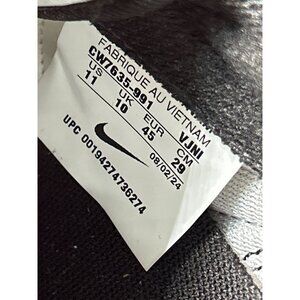 FABRIQUE AU VIETNAM
CW7635-991 VJNI
US UK EUR CM
11 10 45 29
08/02/24
UPC 00194274736274